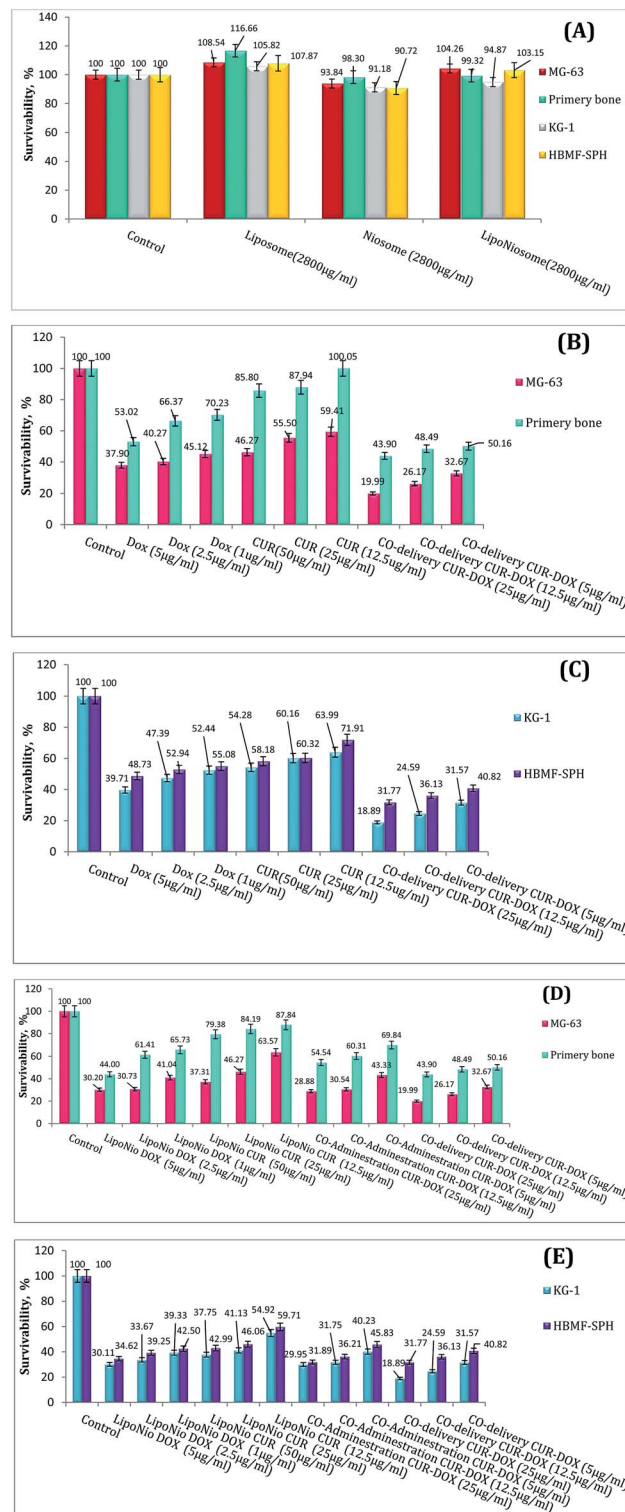 (A)
Survivability, %
140
120
100
80
60
40
20
0
100 100 100 100
108.54 116.66 105.82 107.87
93.84 98.30 91.18 90.72
104.26 99.32 94.87 103.15
MG-63
Primery bone
KG-1
HBMF-SPH
Control
Liposome(2800µg/ml)
Niosome (2800µg/ml)
LipoNiosome(2800µg/ml)
(B)
Survivability, %
120
100
80
60
40
20
0
100 100
37.90 53.02
40.27 66.37
45.12 70.23
46.27 85.80
55.50 87.94
59.41 100.05
19.99 43.90
26.17 48.49
32.67 50.16
MG-63
Primery bone
Control
Dox (5µg/ml)
Dox (2.5µg/ml)
Dox (1ug/ml)
CUR(50µg/ml)
CUR (25µg/ml)
CUR (12.5ug/ml)
CO-delivery CUR-DOX (25µg/ml)
CO-delivery CUR-DOX (12.5µg/ml)
CO-delivery CUR-DOX (5µg/ml)
(C)
Survivability, %
120
100
80
60
40
20
0
100 100
39.71 48.73
47.39 52.94
52.44 55.08
54.28 58.18
60.16 60.32
63.99 71.91
18.89 31.77
24.59 36.13
31.57 40.82
KG-1
HBMF-SPH
Control
Dox (5µg/ml)
Dox (2.5µg/ml)
Dox (1ug/ml)
CUR(50µg/ml)
CUR (25µg/ml)
CUR (12.5ug/ml)
CO-delivery CUR-DOX (25µg/ml)
CO-delivery CUR-DOX (12.5µg/ml)
CO-delivery CUR-DOX (5µg/ml)
(D)
Survivability, %
120
100
80
60
40
20
0
100 100
30.20 44.00
30.73 61.41
41.04 65.73
37.31 79.38
46.27 84.19
63.57 87.84
28.88 54.54
30.54 60.31
43.33 69.84
19.99 43.90
26.17 48.49
32.67 50.16
MG-63
Primery bone
Control
LipoNio DOX (5µg/ml)
LipoNio DOX (2.5µg/ml)
LipoNio DOX (1µg/ml)
LipoNio CUR (50µg/ml)
LipoNio CUR (25µg/ml)
LipoNio CUR (12.5µg/ml)
CO-Adminestration CUR-DOX (25µg/ml)
CO-Adminestration CUR-DOX (12.5µg/ml)
CO-Adminestration CUR-DOX (5µg/ml)
CO-delivery CUR-DOX (25µg/ml)
CO-delivery CUR-DOX (12.5µg/ml)
CO-delivery CUR-DOX (5µg/ml)
(E)
Survivability, %
120
100
80
60
40
20
0
100 100
30.11 34.62
33.67 39.25
39.33 42.50
37.75 42.99
41.13 46.06
54.92 59.71
29.95 31.89
31.75 36.21
40.23 45.83
18.89 31.77
24.59 36.13
31.57 40.82
KG-1
HBMF-SPH
Control
LipoNio DOX (5µg/ml)
LipoNio DOX (2.5µg/ml)
LipoNio DOX (1µg/ml)
LipoNio CUR (50µg/ml)
LipoNio CUR (25µg/ml)
LipoNio CUR (12.5µg/ml)
CO-Adminestration CUR-DOX (25µg/ml)
CO-Adminestration CUR-DOX (12.5µg/ml)
CO-Adminestration CUR-DOX (5µg/ml)
CO-delivery CUR-DOX (25µg/ml)
CO-delivery CUR-DOX (12.5µg/ml)
CO-delivery CUR-DOX (5µg/ml)